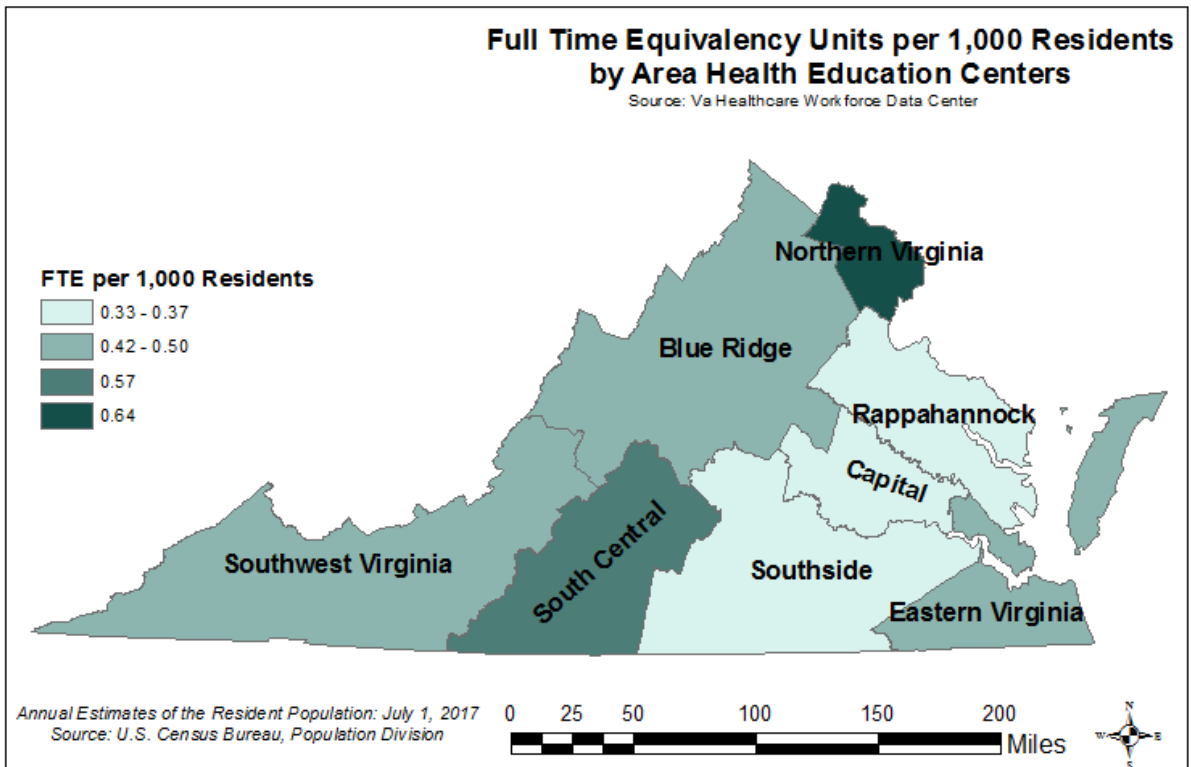 Full Time Equivalency Units per 1,000 Residents
by Area Health Education Centers
Source: Va Healthcare Workforce Data Center
Northern Virginia
FTE per 1,000 Residents
0.33 - 0.37
0.42 - 0.50
0.57
0.64
Blue Ridge
Rappahannock
Capital
Southwest Virginia
South Central
Southside
Eastern Virginia
Annual Estimates of the Resident Population: July 1, 2017
Source: U.S. Census Bureau, Population Division
0 25 50 100 150 200
Miles
N
W E
S